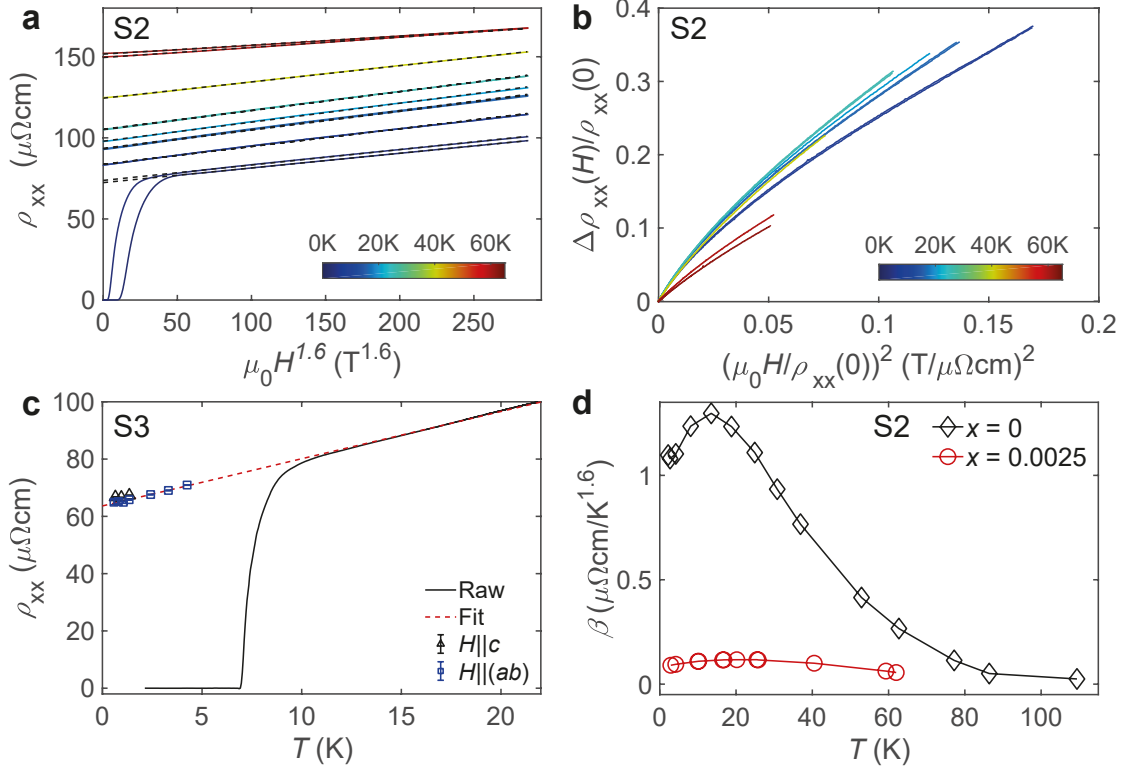 a
S2
150
100
50
0
ρxx (μΩcm)
0K 20K 40K 60K
0 50 100 150 200 250
μ0H^1.6 (T^1.6)
b
S2
0.4
0.3
0.2
0.1
0
Δρxx(H)/ρxx(0)
0K 20K 40K 60K
0 0.05 0.1 0.15 0.2
(μ0H/ρxx(0))^2 (T/μΩcm)^2
c
S3
100
80
60
40
20
0
ρxx (μΩcm)
Raw
Fit
H||c
H||(ab)
0 5 10 15 20
T (K)
d
S2
x = 0
x = 0.0025
1
0.5
0
β (μΩcm/K^1.6)
0 20 40 60 80 100
T (K)